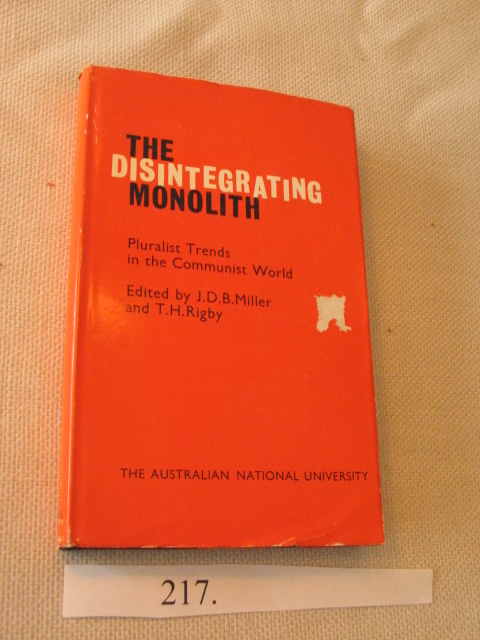 THE
DISINTEGRATING
MONOLITH
Pluralist Trends
in the Communist World
Edited by J.D.B.Miller
and T.H.Rigby
THE AUSTRALIAN NATIONAL UNIVERSITY
217.